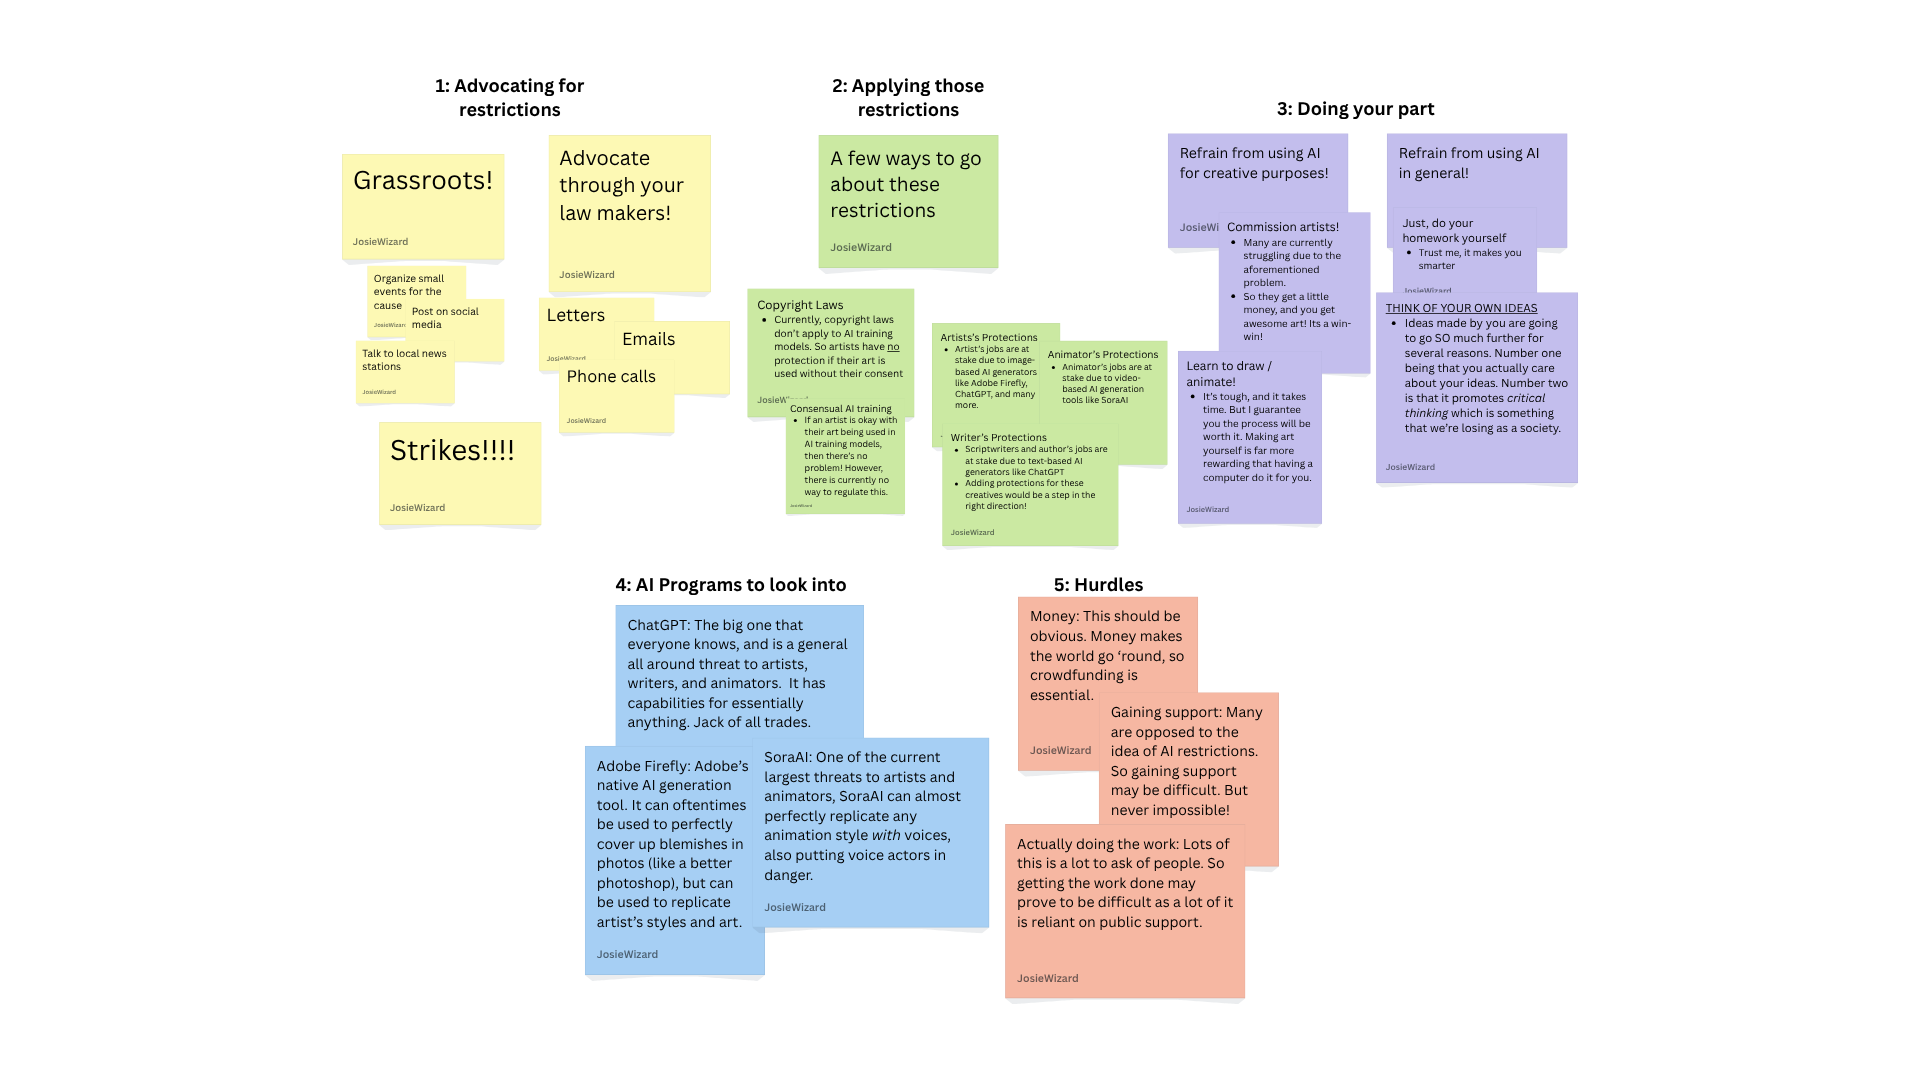 1: Advocating for
restrictions
Grassroots!
JosieWizard
Advocate
through your
law makers!
JosieWizard
Organize small
events for the
cause
JosieWizar
Post on social
media
Talk to local news
stations
JosieWizard
Letters
JosieWizard
Emails
Phone calls
JosieWizard
Strikes!!!!
JosieWizard
2: Applying those
restrictions
A few ways to go
about these
restrictions
JosieWizard
Copyright Laws
• Currently, copyright laws
don't apply to AI training
models. So artists have no
protection if their art is
used without their consent
JosieWizard
Consensual AI training
• If an artist is okay with
their art being used in
AI training models,
then there's no
problem! However,
there is currently no
way to regulate this.
JosieWizard
Artists's Protections
• Artist's jobs are at
stake due to image-
based AI generators
like Adobe Firefly,
ChatGPT, and many
more.
Animator's Protections
• Animator's jobs are at
stake due to video-
based AI generation
tools like SoraAI
Writer's Protections
• Scriptwriters and author's jobs are
at stake due to text-based AI
generators like ChatGPT
• Adding protections for these
creatives would be a step in the
right direction!
JosieWizard
3: Doing your part
Refrain from using AI
for creative purposes!
JosieWi
Commission artists!
• Many are currently
struggling due to the
aforementioned
problem.
• So they get a little
money, and you get
awesome art! Its a win-
win!
Learn to draw /
animate!
• It's tough, and it takes
time. But I guarantee
you the process will be
worth it. Making art
yourself is far more
rewarding that having a
computer do it for you.
JosieWizard
Refrain from using AI
in general!
Just, do your
homework yourself
• Trust me, it makes you
smarter
JosieWizard
THINK OF YOUR OWN IDEAS
• Ideas made by you are going
to go SO much further for
several reasons. Number one
being that you actually care
about your ideas. Number two
is that it promotes critical
thinking which is something
that we're losing as a society.
JosieWizard
4: AI Programs to look into
ChatGPT: The big one that
everyone knows, and is a general
all around threat to artists,
writers, and animators.  It has
capabilities for essentially
anything. Jack of all trades.
Adobe Firefly: Adobe's
native AI generation
tool. It can oftentimes
be used to perfectly
cover up blemishes in
photos (like a better
photoshop), but can
be used to replicate
artist's styles and art.
JosieWizard
SoraAI: One of the current
largest threats to artists and
animators, SoraAI can almost
perfectly replicate any
animation style with voices,
also putting voice actors in
danger.
JosieWizard
5: Hurdles
Money: This should be
obvious. Money makes
the world go 'round, so
crowdfunding is
essential.
JosieWizard
Gaining support: Many
are opposed to the
idea of AI restrictions.
So gaining support
may be difficult. But
never impossible!
Actually doing the work: Lots of
this is a lot to ask of people. So
getting the work done may
prove to be difficult as a lot of it
is reliant on public support.
JosieWizard